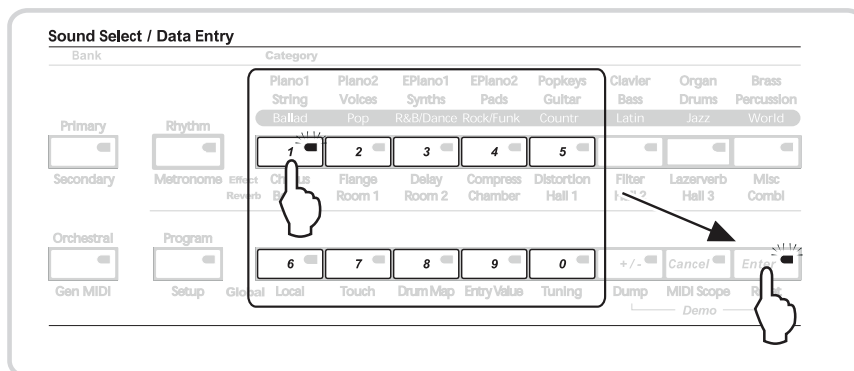 Sound Select / Data Entry
Bank Category
Piano1 Piano2 EPiano1 EPiano2 Popkeys Clavier Organ Brass
String Voices Synths Pads Guitar Bass Drums Percussion
Primary Rhythm Ballad Pop R&B/Dance Rock/Funk Countr Latin Jazz World
1 2 3 4 5
Secondary Metronome Effect Flange Delay Compress Distortion Filter Lazerverb Misc
Reverb Room 1 Room 2 Chamber Hall 1 Hall 3 Combi
Orchestral Program
6 7 8 9 0 +/- Cancel Enter
Gen MIDI Setup Global Local Touch Drum Map Entry Value Tuning Dump MIDI Scope
Demo